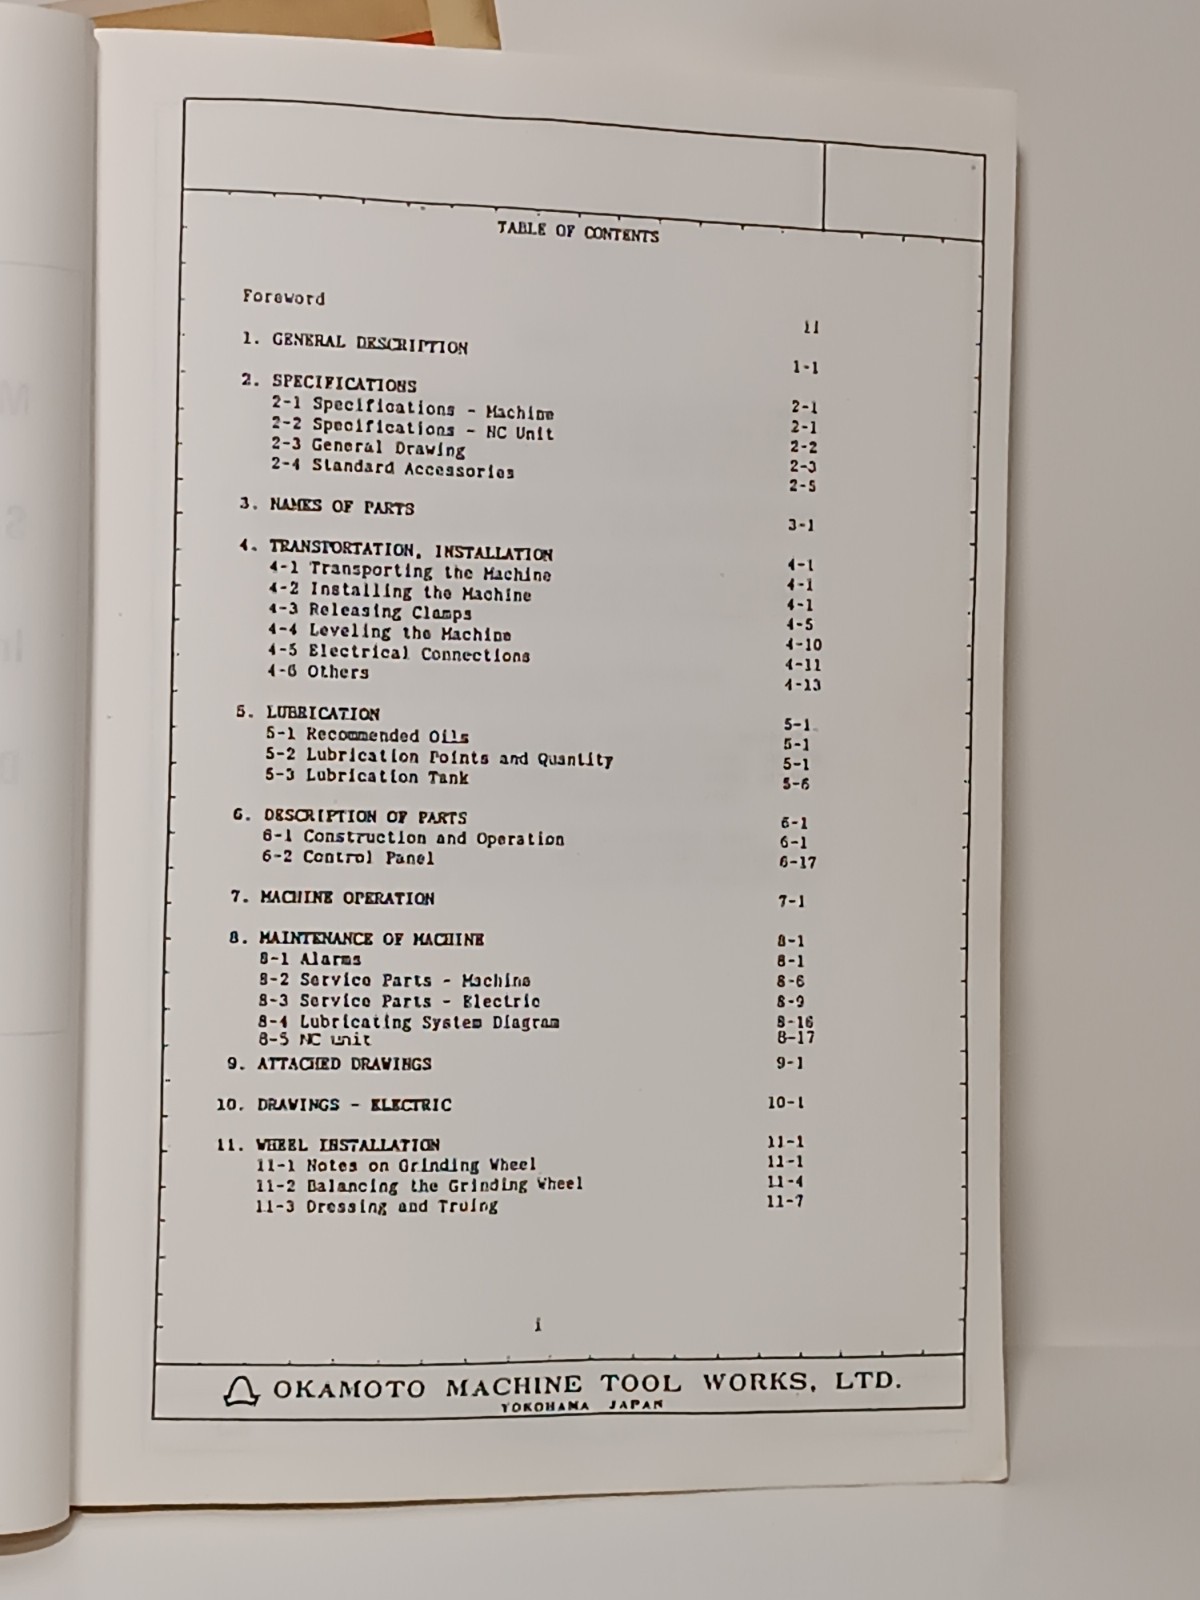 TABLE OF CONTENTS
Foreword ii
1. GENERAL DESCRIPTION 1-1
2. SPECIFICATIONS 2-1
2-1 Specifications - Machine 2-1
2-2 Specifications - NC Unit 2-2
2-3 General Drawing 2-3
2-4 Standard Accessories 2-5
3. NAMES OF PARTS 3-1
4. TRANSPORTATION, INSTALLATION 4-1
4-1 Transporting the Machine 4-1
4-2 Installing the Machine 4-1
4-3 Releasing Clamps 4-5
4-4 Leveling the Machine 4-10
4-5 Electrical Connections 4-11
4-6 Others 4-13
5. LUBRICATION 5-1
5-1 Recommended Oils 5-1
5-2 Lubrication Points and Quantity 5-1
5-3 Lubrication Tank 5-6
6. DESCRIPTION OF PARTS 6-1
6-1 Construction and Operation 6-1
6-2 Control Panel 6-17
7. MACHINE OPERATION 7-1
8. MAINTENANCE OF MACHINE 8-1
8-1 Alarms 8-1
8-2 Service Parts - Machine 8-6
8-3 Service Parts - Electric 8-9
8-4 Lubricating System Diagram 8-16
8-5 NC unit 8-17
9. ATTACHED DRAWINGS 9-1
10. DRAWINGS - ELECTRIC 10-1
11. WHEEL INSTALLATION 11-1
11-1 Notes on Grinding Wheel 11-1
11-2 Balancing the Grinding Wheel 11-4
11-3 Dressing and Truing 11-7
i
OKAMOTO MACHINE TOOL WORKS, LTD.
YOKOHAMA JAPAN